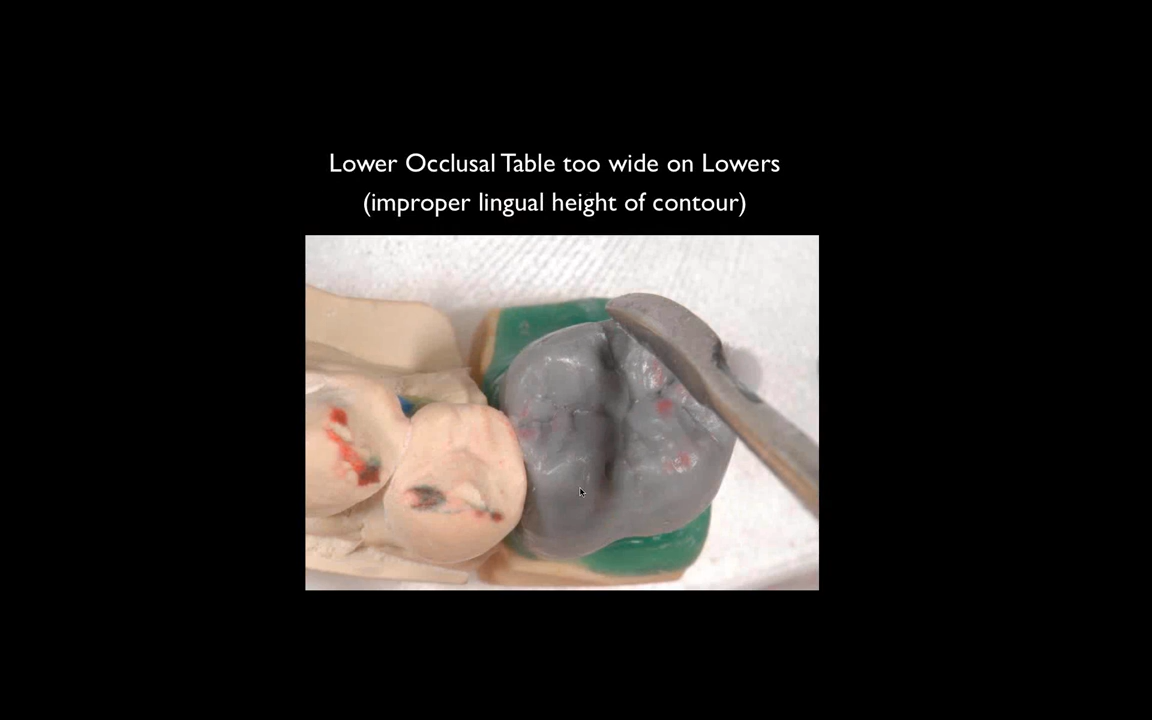 Lower Occlusal Table too wide on Lowers
(improper lingual height of contour)